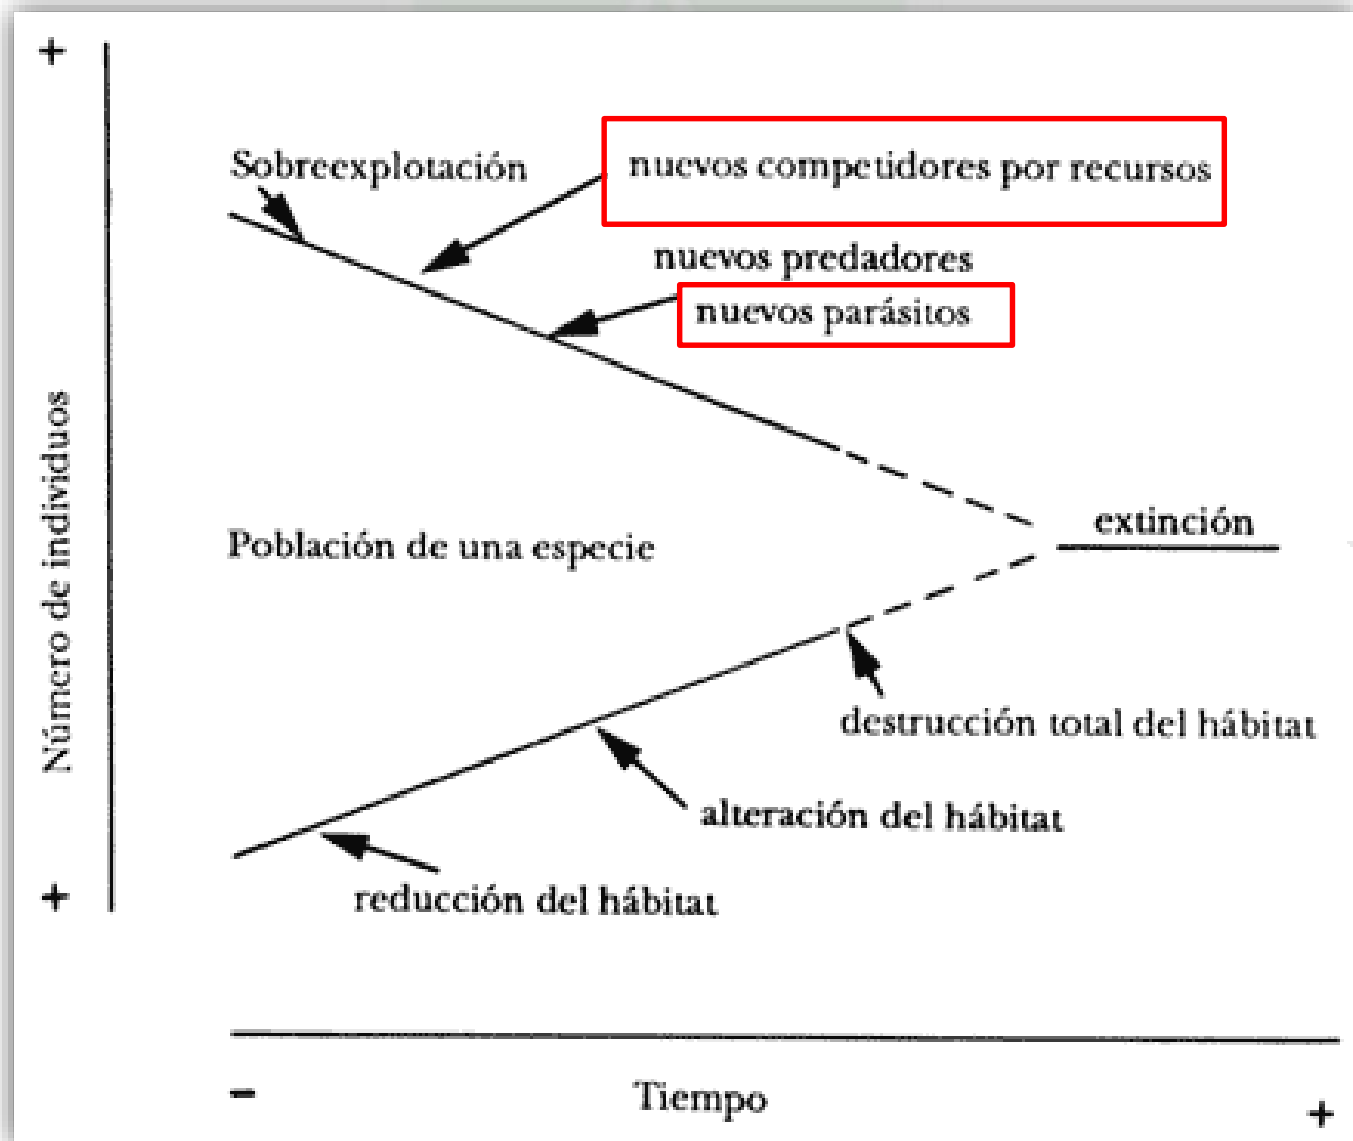 +
Sobreexplotación
nuevos competidores por recursos
nuevos predadores
nuevos parásitos
Número de individuos
Población de una especie
extinción
destrucción total del hábitat
alteración del hábitat
+
reducción del hábitat
-
Tiempo
+